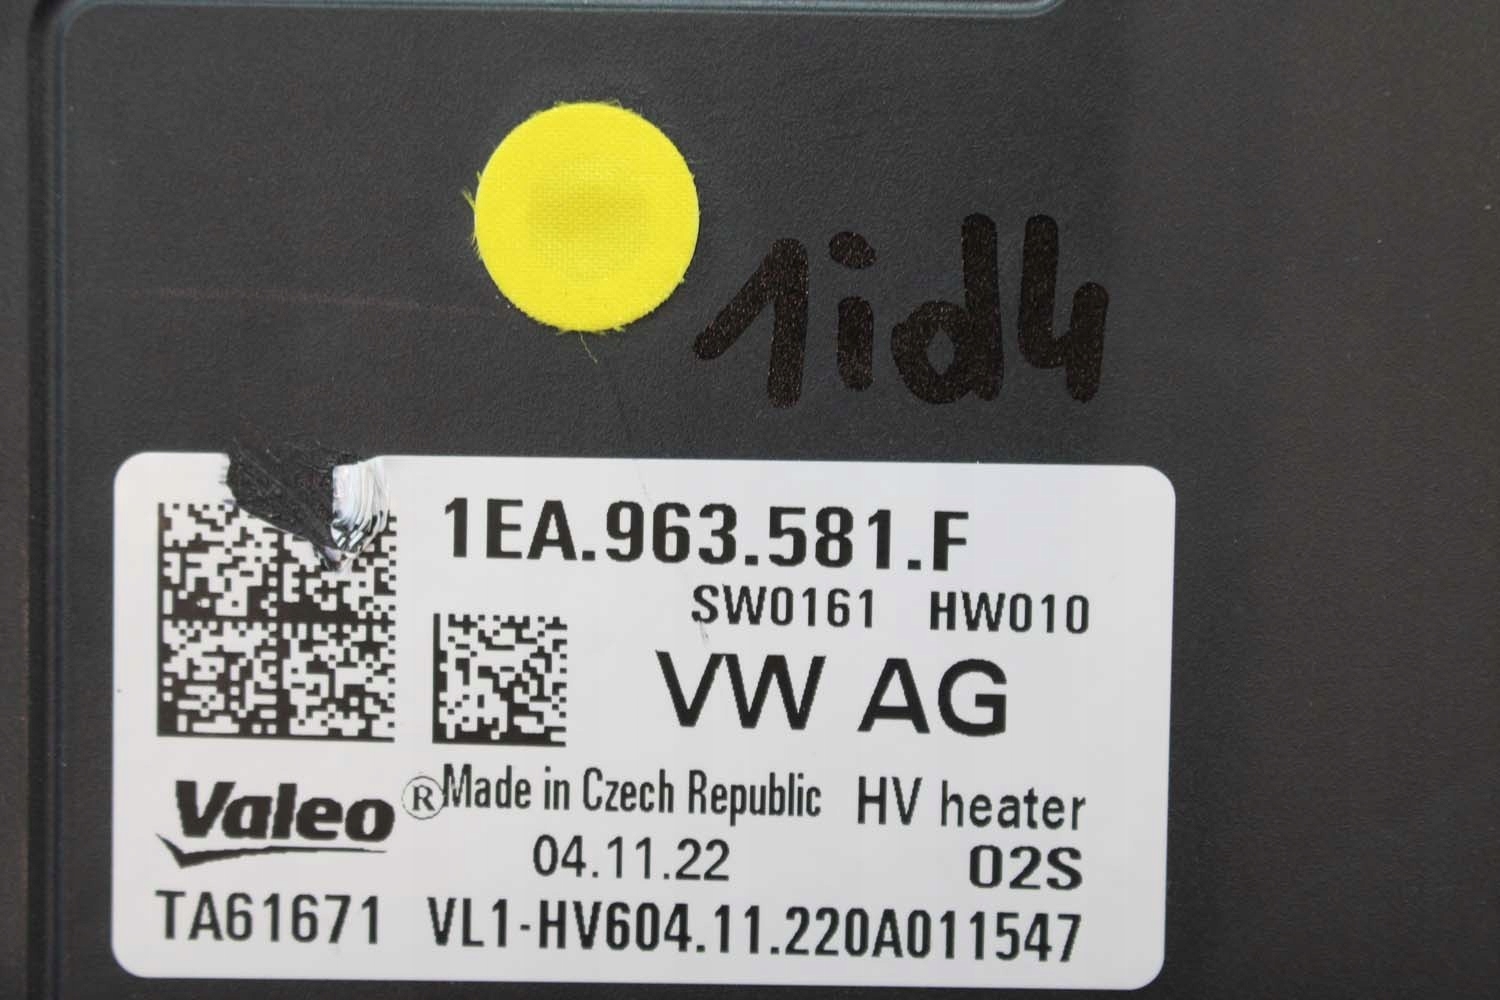 1id4
1EA.963.581.F
SW0161 HW010
VW AG
Valeo ® Made in Czech Republic HV heater
04.11.22 02S
TA61671 VL1-HV604.11.220A011547